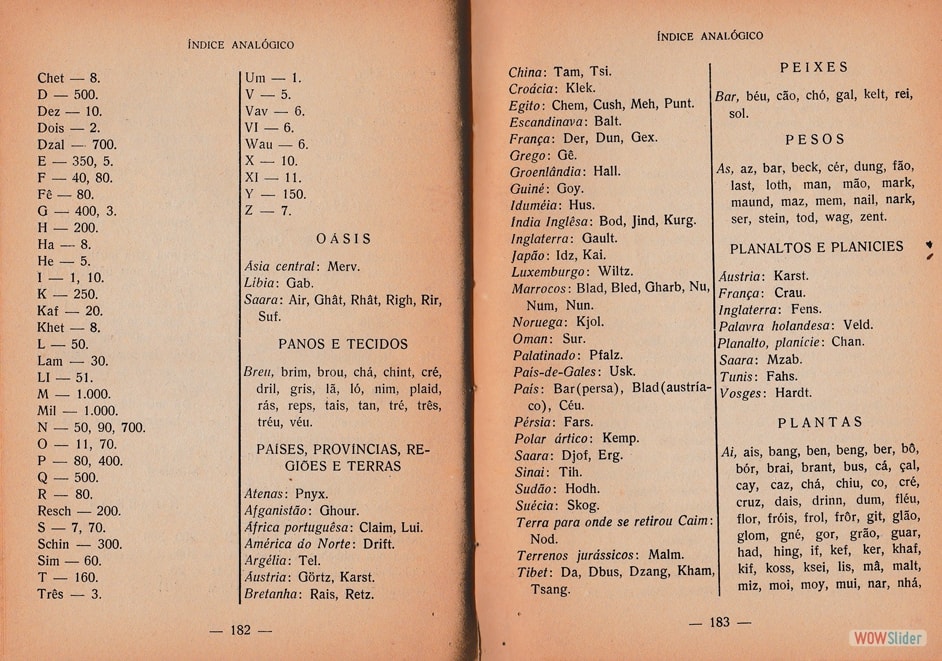 ÍNDICE ANALÓGICO
Chet — 8.
D — 500.
Dez — 10.
Dois — 2.
Dzal — 700.
E — 350, 5.
F — 40, 80.
Fê — 80.
G — 400, 3.
H — 200.
Ha — 8.
He — 5.
I — 1, 10.
K — 250.
Kaf — 20.
Khet — 8.
L — 50.
Lam — 30.
LI — 51.
M — 1.000.
Mil — 1.000.
N — 50, 90, 700.
O — 11, 70.
P — 80, 400.
Q — 500.
R — 80.
Resch — 200.
S — 7, 70.
Schin — 300.
Sim — 60.
T — 160.
Três — 3.
Um — 1.
V — 5.
Vav — 6.
VI — 6.
Wau — 6.
X — 10.
XI — 11.
Y — 150.
Z — 7.
OÁSIS
Ásia central: Merv.
Líbia: Gab.
Saara: Air, Ghât, Rhât, Righ, Rir,
Suf.
PANOS E TECIDOS
Breu, brim, brou, chá, chint, cré,
dril, gris, lã, ló, nim, plaid,
rás, reps, tais, tan, tré, três,
tréu, véu.
PAÍSES, PROVÍNCIAS, RE-
GIÕES E TERRAS
Atenas: Pnyx.
Afganistão: Ghour.
África portuguêsa: Claim, Lui.
América do Norte: Drift.
Argélia: Tel.
Áustria: Görtz, Karst.
Bretanha: Rais, Retz.
— 182 —
ÍNDICE ANALÓGICO
China: Tam, Tsi.
Croácia: Klek.
Egito: Chem, Cush, Meh, Punt.
Escandinava: Balt.
França: Der, Dun, Gex.
Grego: Gê.
Groenlândia: Hall.
Guiné: Goy.
Iduméia: Hus.
India Inglêsa: Bod, Jind, Kurg.
Inglaterra: Gault.
Japão: Idz, Kai.
Luxemburgo: Wiltz.
Marrocos: Blad, Bled, Gharb, Nu,
Num, Nun.
Noruega: Kjol.
Oman: Sur.
Palatinado: Pfalz.
País-de-Gales: Usk.
País: Bar(persa), Blad(austría-
co), Céu.
Pérsia: Fars.
Polar ártico: Kemp.
Saara: Djof, Erg.
Sinai: Tih.
Sudão: Hodh.
Suécia: Skog.
Terra para onde se retirou Caim:
Nod.
Terrenos jurássicos: Malm.
Tibet: Da, Dbus, Dzang, Kham,
Tsang.
PEIXES
Bar, béu, cão, chó, gal, kelt, rei,
sol.
PESOS
As, az, bar, beck, cér, dung, fão,
last, loth, man, mão, mark,
maund, maz, mem, nail, nark,
ser, stein, tod, wag, zent.
PLANALTOS E PLANICIES
Áustria: Karst.
França: Crau.
Inglaterra: Fens.
Palavra holandesa: Veld.
Planalto, planície: Chan.
Saara: Mzab.
Tunis: Fahs.
Vosges: Hardt.
PLANTAS
Ai, ais, bang, ben, beng, ber, bô,
bór, brai, brant, bus, cá, çal,
cay, caz, chá, chiu, co, cré,
cruz, dais, drinn, dum, fléu,
flor, fróis, frol, frôr, git, glão,
glom, gné, gor, grão, guar,
had, hing, if, kef, ker, khaf,
kif, koss, ksei, lis, mâ, malt,
miz, moi, moy, mui, nar, nhá,
— 183 —
WOWSlider